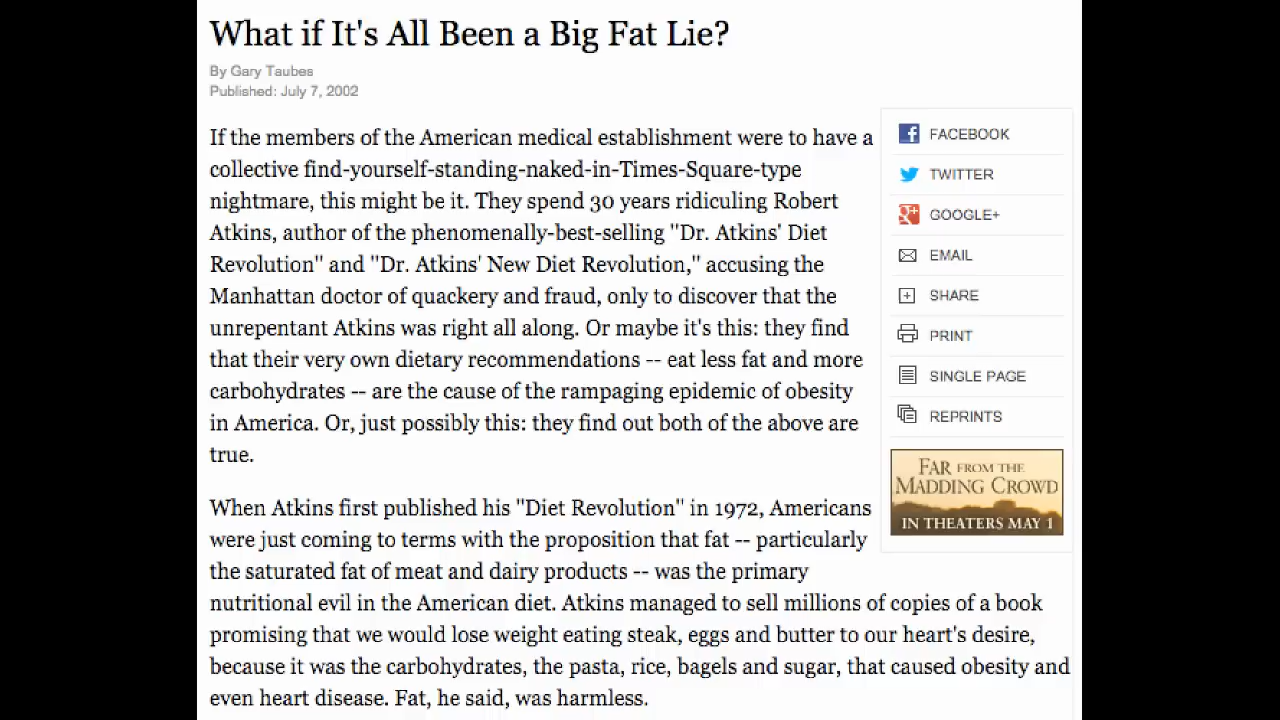 What if It's All Been a Big Fat Lie?
By Gary Taubes
Published: July 7, 2002
If the members of the American medical establishment were to have a
collective find-yourself-standing-naked-in-Times-Square-type
nightmare, this might be it. They spend 30 years ridiculing Robert
Atkins, author of the phenomenally-best-selling "Dr. Atkins' Diet
Revolution" and "Dr. Atkins' New Diet Revolution," accusing the
Manhattan doctor of quackery and fraud, only to discover that the
unrepentant Atkins was right all along. Or maybe it's this: they find
that their very own dietary recommendations -- eat less fat and more
carbohydrates -- are the cause of the rampaging epidemic of obesity
in America. Or, just possibly this: they find out both of the above are
true.
When Atkins first published his "Diet Revolution" in 1972, Americans
were just coming to terms with the proposition that fat -- particularly
the saturated fat of meat and dairy products -- was the primary
nutritional evil in the American diet. Atkins managed to sell millions of copies of a book
promising that we would lose weight eating steak, eggs and butter to our heart's desire,
because it was the carbohydrates, the pasta, rice, bagels and sugar, that caused obesity and
even heart disease. Fat, he said, was harmless.
FACEBOOK
TWITTER
GOOGLE+
EMAIL
SHARE
PRINT
SINGLE PAGE
REPRINTS
FAR FROM THE
MADDING CROWD
IN THEATERS MAY 1